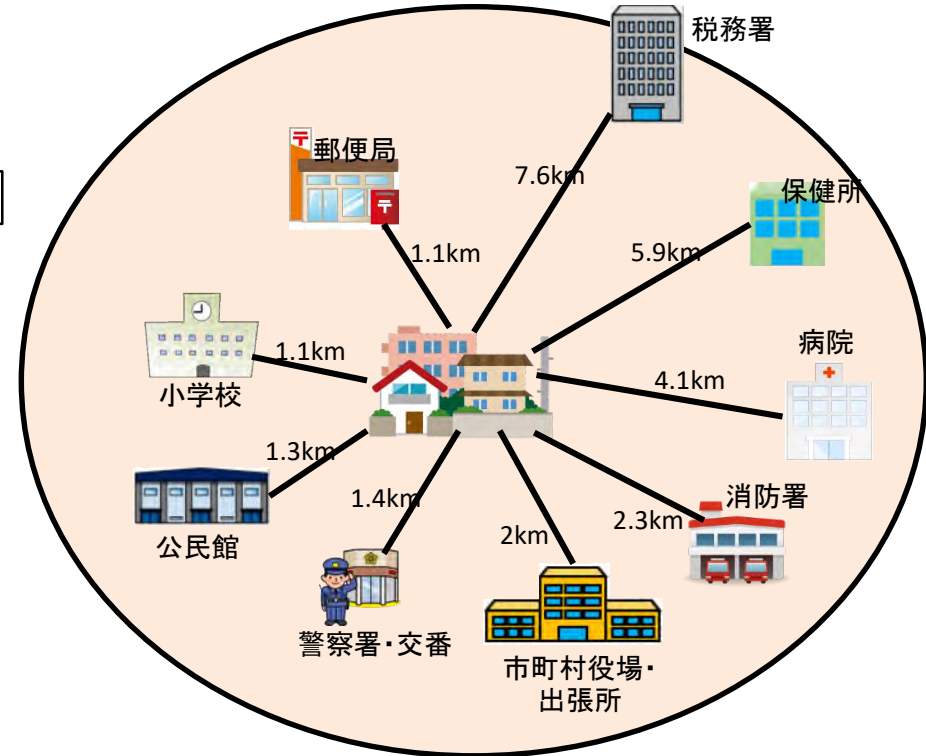 税務署
〒
郵便局
〒
7.6km
保健所
1.1km
5.9km
病院
1.1km
4.1km
小学校
1.3km
消防署
1.4km
2.3km
2km
公民館
警察署・交番
市町村役場・
出張所